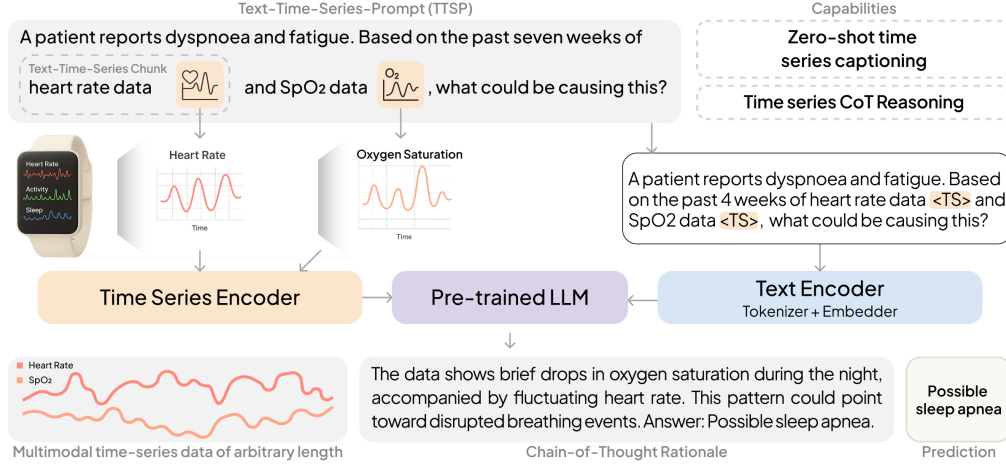 Text-Time-Series-Prompt (TTSP)
Capabilities
A patient reports dyspnoea and fatigue. Based on the past seven weeks of
Text-Time-Series Chunk
heart rate data
O₂
and SpO₂ data
, what could be causing this?
Zero-shot time
series captioning
Time series CoT Reasoning
Heart Rate
Activity
Sleep
Heart Rate
Time
Oxygen Saturation
Time
A patient reports dyspnoea and fatigue. Based
on the past 4 weeks of heart rate data <TS> and
SpO2 data <TS>, what could be causing this?
Time Series Encoder
Pre-trained LLM
Text Encoder
Tokenizer + Embedder
Heart Rate
SpO₂
Multimodal time-series data of arbitrary length
The data shows brief drops in oxygen saturation during the night,
accompanied by fluctuating heart rate. This pattern could point
toward disrupted breathing events. Answer: Possible sleep apnea.
Chain-of-Thought Rationale
Possible
sleep apnea
Prediction